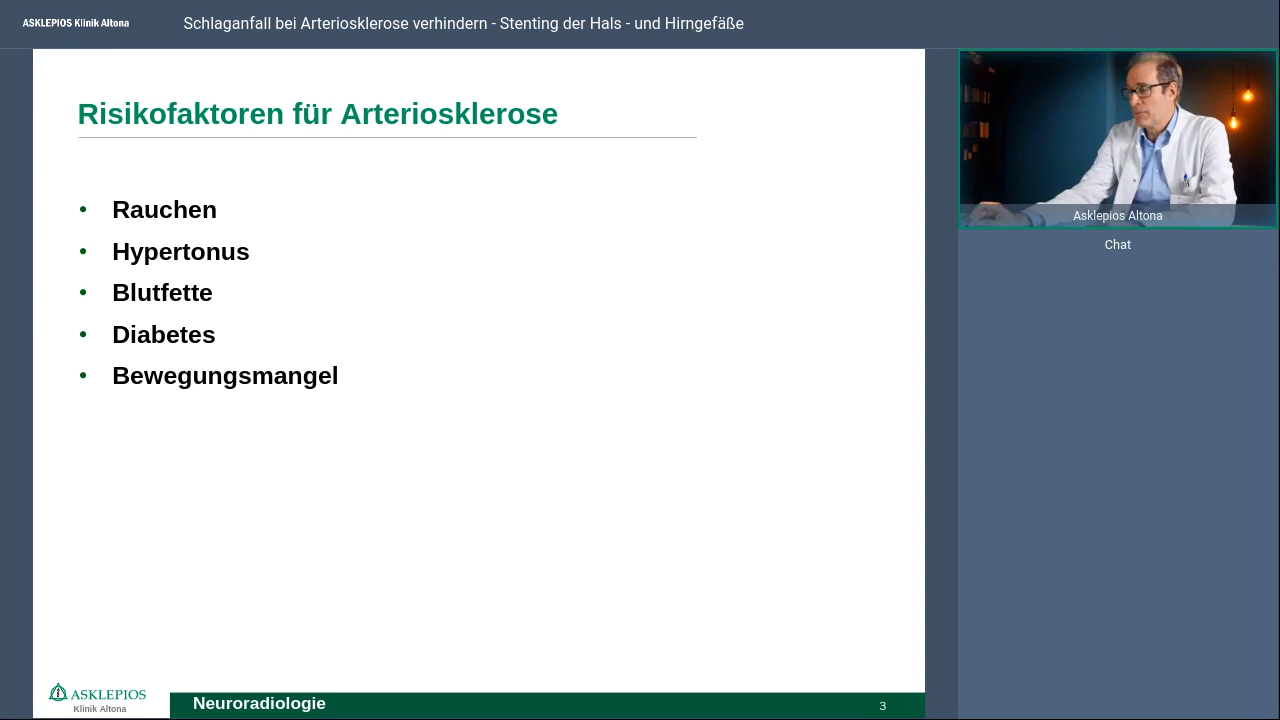 ASKLEPIOS Klinik Altona
Schlaganfall bei Arteriosklerose verhindern - Stenting der Hals - und Hirngefäße
Risikofaktoren für Arteriosklerose
• Rauchen
• Hypertonus
• Blutfette
• Diabetes
• Bewegungsmangel
Asklepios Altona
Chat
ASKLEPIOS
Klinik Altona
Neuroradiologie
3